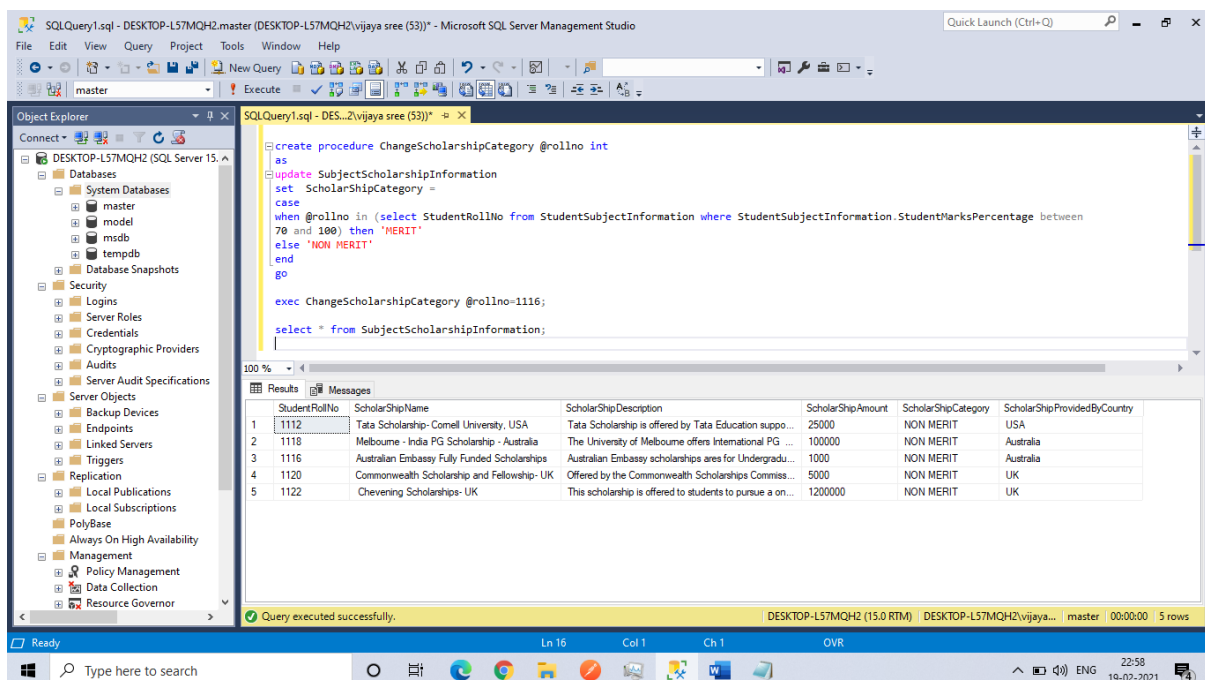 SQLQuery1.sql - DESKTOP-L57MQH2.master (DESKTOP-L57MQH2\vijaya sree (53))* - Microsoft SQL Server Management Studio
Quick Launch (Ctrl+Q)
File Edit View Query Project Tools Window Help
New Query
master
Execute
Object Explorer
SQLQuery1.sql - DES...2\vijaya sree (53))*
Connect
DESKTOP-L57MQH2 (SQL Server 15.
Databases
System Databases
master
model
msdb
tempdb
Database Snapshots
Security
Logins
Server Roles
Credentials
Cryptographic Providers
Audits
Server Audit Specifications
Server Objects
Backup Devices
Endpoints
Linked Servers
Triggers
Replication
Local Publications
Local Subscriptions
PolyBase
Always On High Availability
Management
Policy Management
Data Collection
Resource Governor
create procedure ChangeScholarshipCategory @rollno int
as
update SubjectScholarshipInformation
set ScholarShipCategory =
case
when @rollno in (select StudentRollNo from StudentSubjectInformation where StudentSubjectInformation.StudentMarksPercentage between
70 and 100) then 'MERIT'
else 'NON MERIT'
end
go
exec ChangeScholarshipCategory @rollno=1116;
select * from SubjectScholarshipInformation;
100 %
Results Messages
StudentRollNo ScholarShipName ScholarShipDescription ScholarShipAmount ScholarShipCategory ScholarShipProvidedByCountry
1 1112 Tata Scholarship- Cornell University, USA Tata Scholarship is offered by Tata Education suppo... 25000 NON MERIT USA
2 1118 Melbourne - India PG Scholarship - Australia The University of Melbourne offers International PG ... 100000 NON MERIT Australia
3 1116 Australian Embassy Fully Funded Scholarships Australian Embassy scholarships ares for Undergradu... 1000 NON MERIT Australia
4 1120 Commonwealth Scholarship and Fellowship- UK Offered by the Commonwealth Scholarships Commiss... 5000 NON MERIT UK
5 1122 Chevening Scholarships- UK This scholarship is offered to students to pursue a on... 1200000 NON MERIT UK
Query executed successfully.
DESKTOP-L57MQH2 (15.0 RTM) DESKTOP-L57MQH2\vijaya... master 00:00:00 5 rows
Ready Ln 16 Col 1 Ch 1 OVR
Type here to search
ENG
22:58
19-02-2021